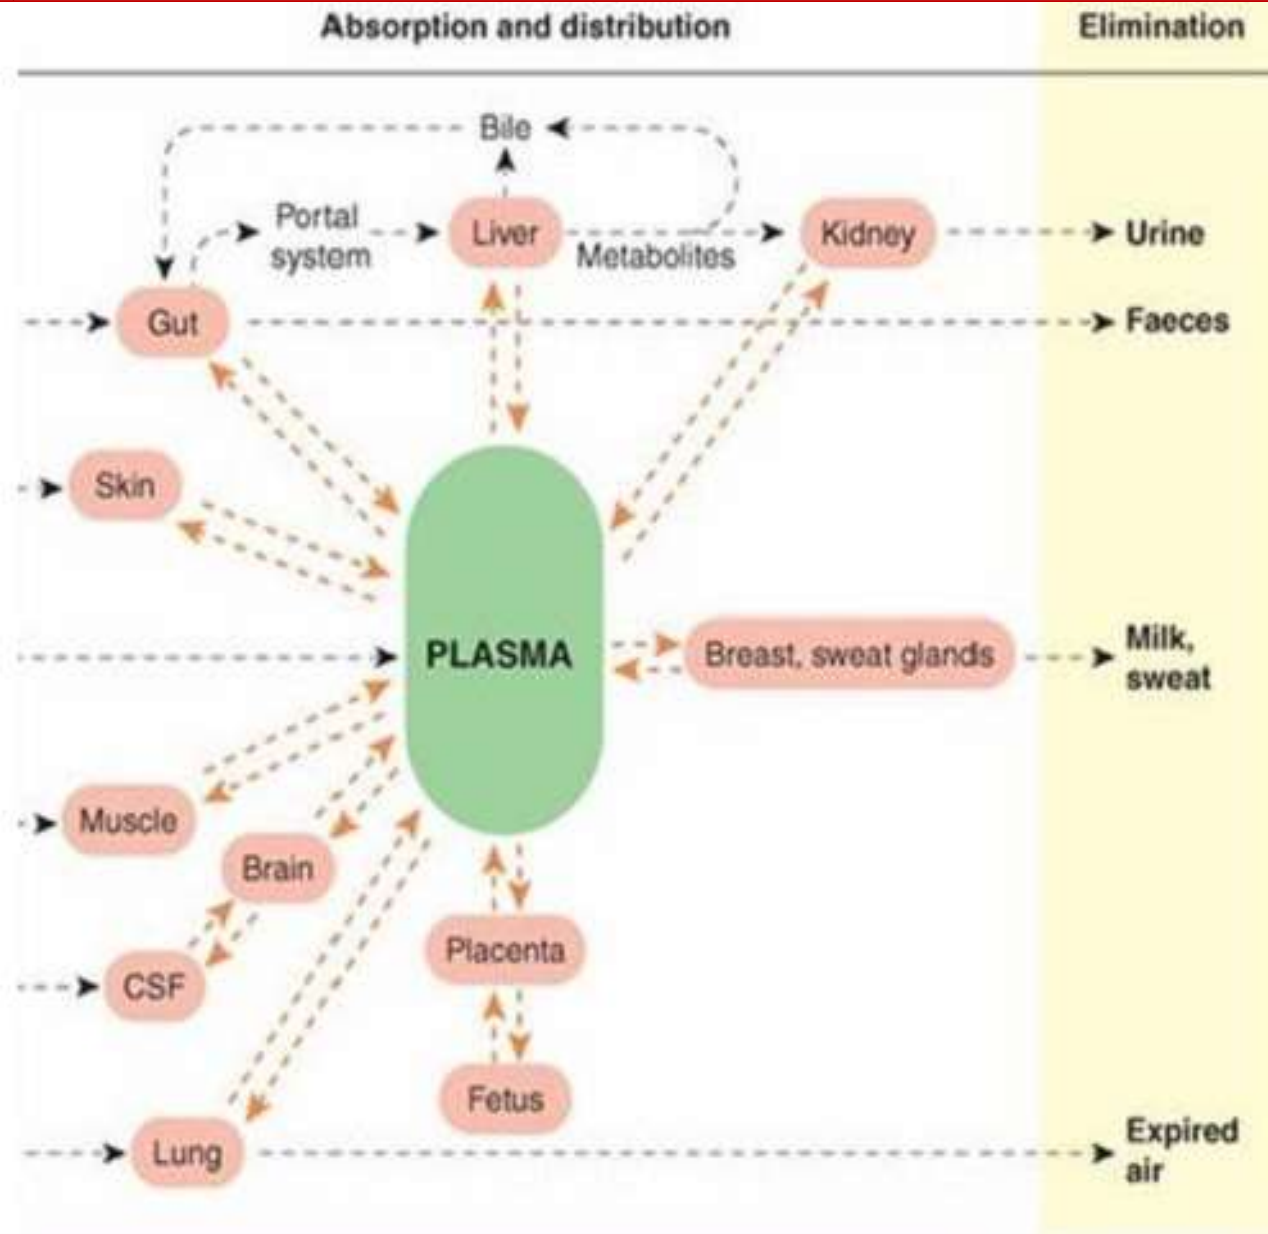 Absorption and distribution
Elimination
Bile
Portal
system
Liver
Metabolites
Kidney
Urine
Gut
Faeces
Skin
PLASMA
Breast, sweat glands
Milk,
sweat
Muscle
Brain
Placenta
CSF
Fetus
Lung
Expired
air